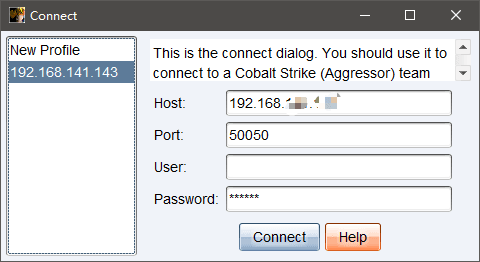 Connect
New Profile
192.168.141.143
This is the connect dialog. You should use it to
connect to a Cobalt Strike (Aggressor) team
Host:
192.168.
Port:
50050
User:
Password:
******
Connect
Help